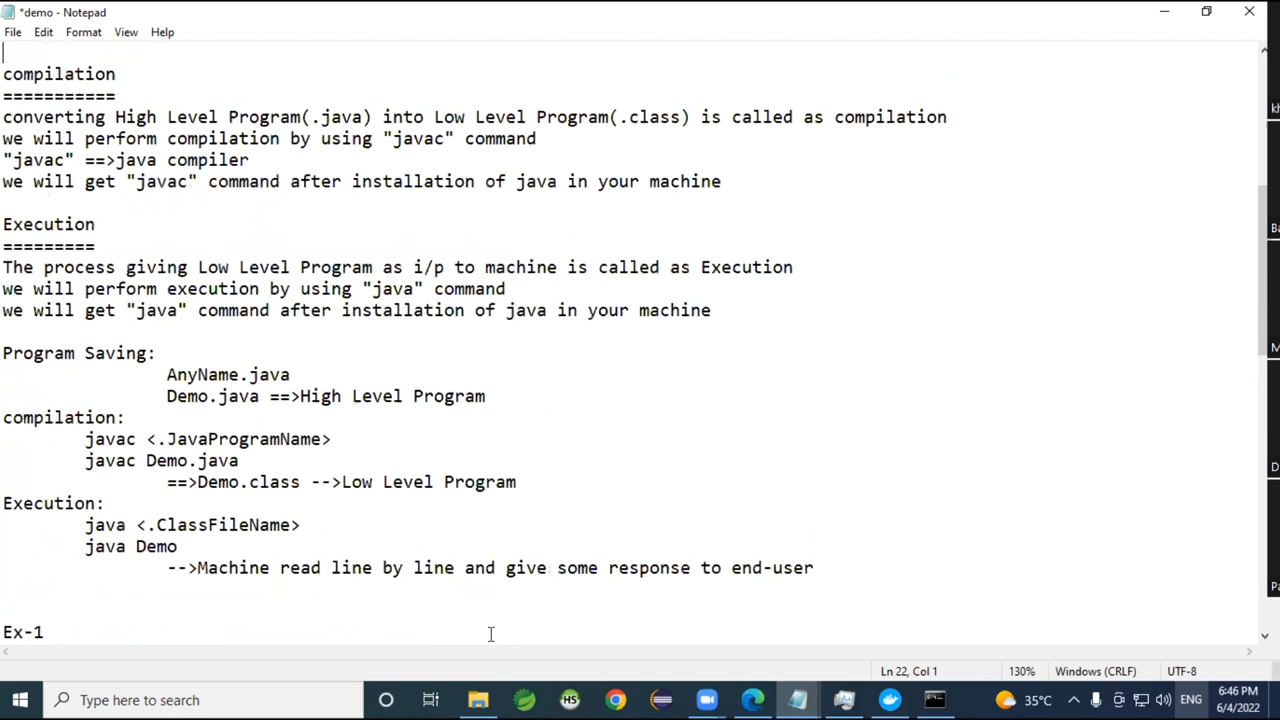 *demo - Notepad
File Edit Format View Help
compilation
===========
converting High Level Program(.java) into Low Level Program(.class) is called as compilation
we will perform compilation by using "javac" command
"javac" ==>java compiler
we will get "javac" command after installation of java in your machine
Execution
=========
The process giving Low Level Program as i/p to machine is called as Execution
we will perform execution by using "java" command
we will get "java" command after installation of java in your machine
Program Saving:
AnyName.java
Demo.java ==>High Level Program
compilation:
javac <.JavaProgramName>
javac Demo.java
==>Demo.class -->Low Level Program
Execution:
java <.ClassFileName>
java Demo
-->Machine read line by line and give some response to end-user
Ex-1
Ln 22, Col 1 130% Windows (CRLF) UTF-8
Type here to search
HS
35°C
ENG
6:46 PM
6/4/2022